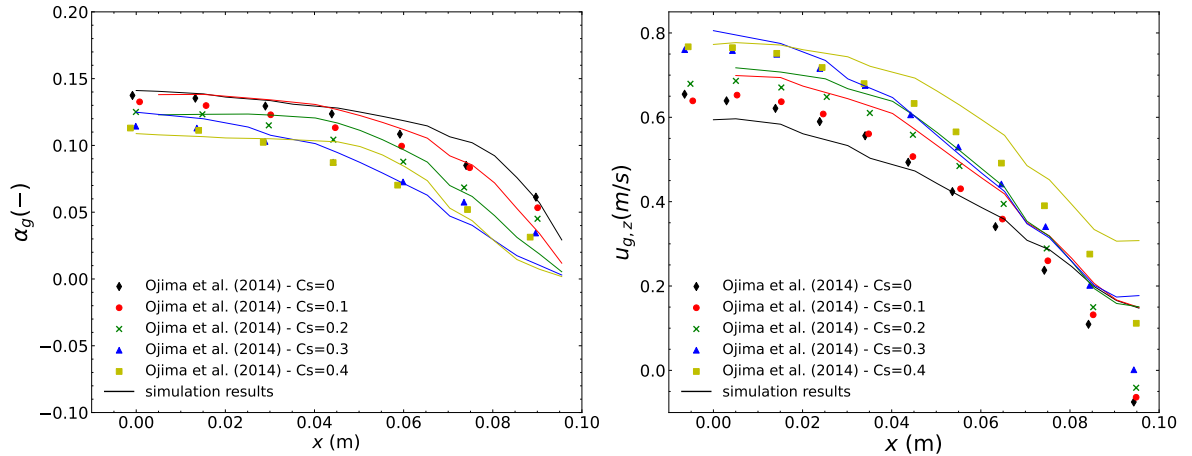 0.20
0.15
0.10
0.05
0.00
−0.05
−0.10
α_g(−)
Ojima et al. (2014) - Cs=0
Ojima et al. (2014) - Cs=0.1
Ojima et al. (2014) - Cs=0.2
Ojima et al. (2014) - Cs=0.3
Ojima et al. (2014) - Cs=0.4
simulation results
0.00 0.02 0.04 0.06 0.08 0.10
x (m)
0.8
0.6
0.4
0.2
0.0
u_{g,z}(m/s)
Ojima et al. (2014) - Cs=0
Ojima et al. (2014) - Cs=0.1
Ojima et al. (2014) - Cs=0.2
Ojima et al. (2014) - Cs=0.3
Ojima et al. (2014) - Cs=0.4
simulation results
0.00 0.02 0.04 0.06 0.08 0.10
x (m)